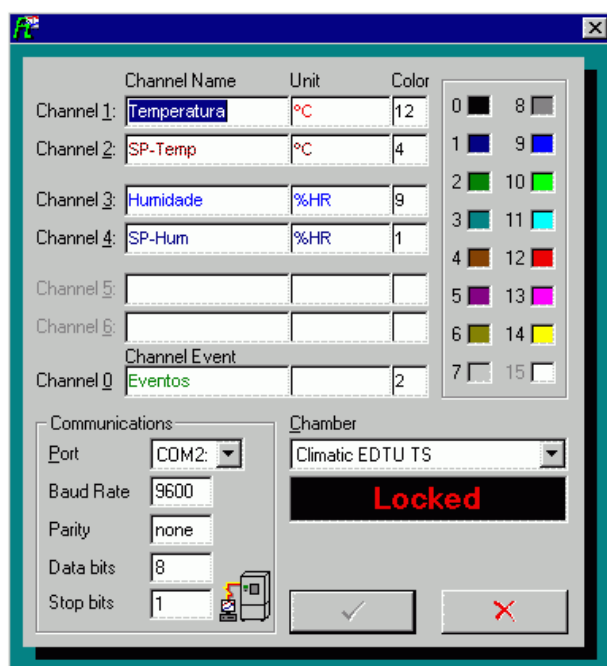 Channel Name Unit Color
Channel 1: Temperatura ºC 12
Channel 2: SP-Temp ºC 4
Channel 3: Humidade %HR 9
Channel 4: SP-Hum %HR 1
Channel 5:
Channel 6:
Channel Event
Channel 0 Eventos 2
0 8
1 9
2 10
3 11
4 12
5 13
6 14
7 15
Communications
Port COM2:
Baud Rate 9600
Parity none
Data bits 8
Stop bits 1
Chamber
Climatic EDTU TS
Locked